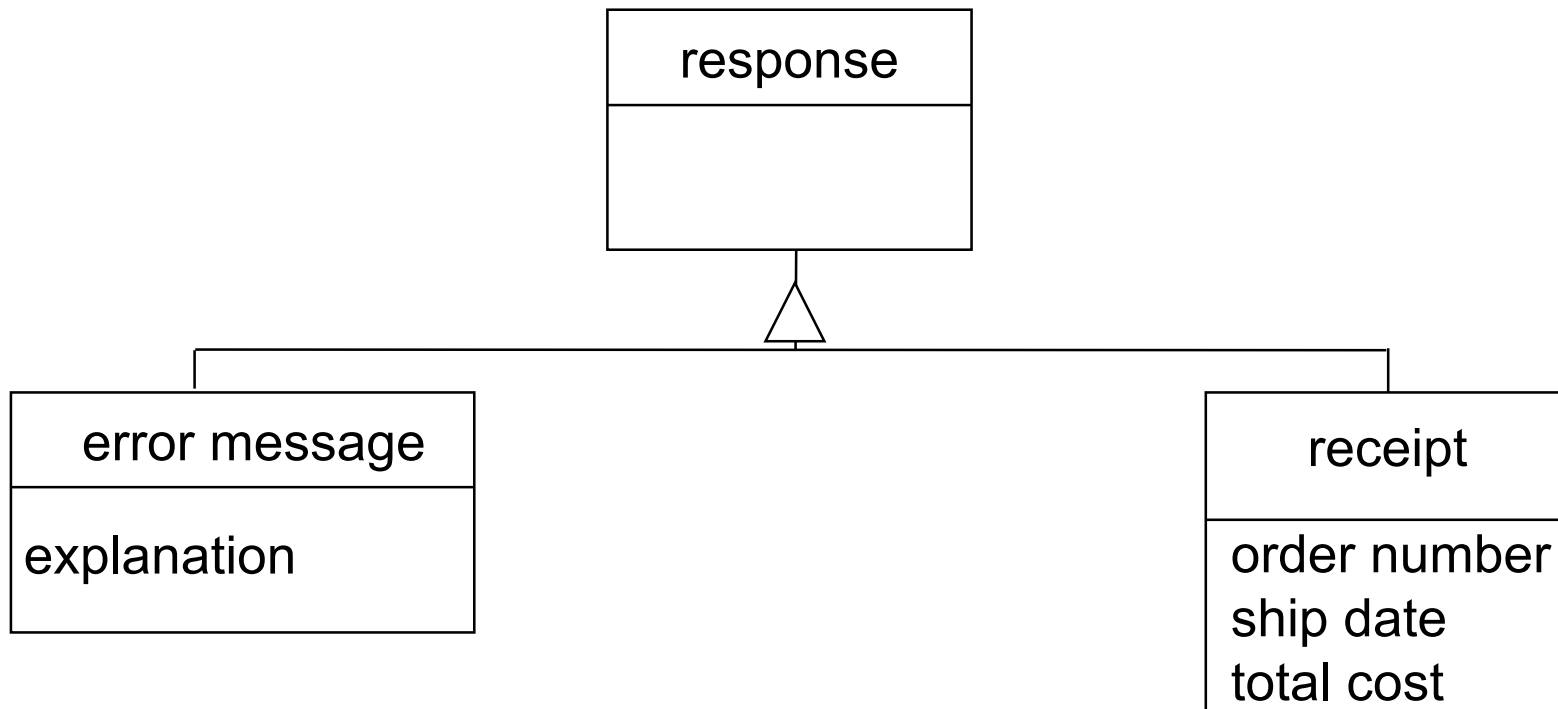 response
error message
explanation
receipt
order number
ship date
total cost